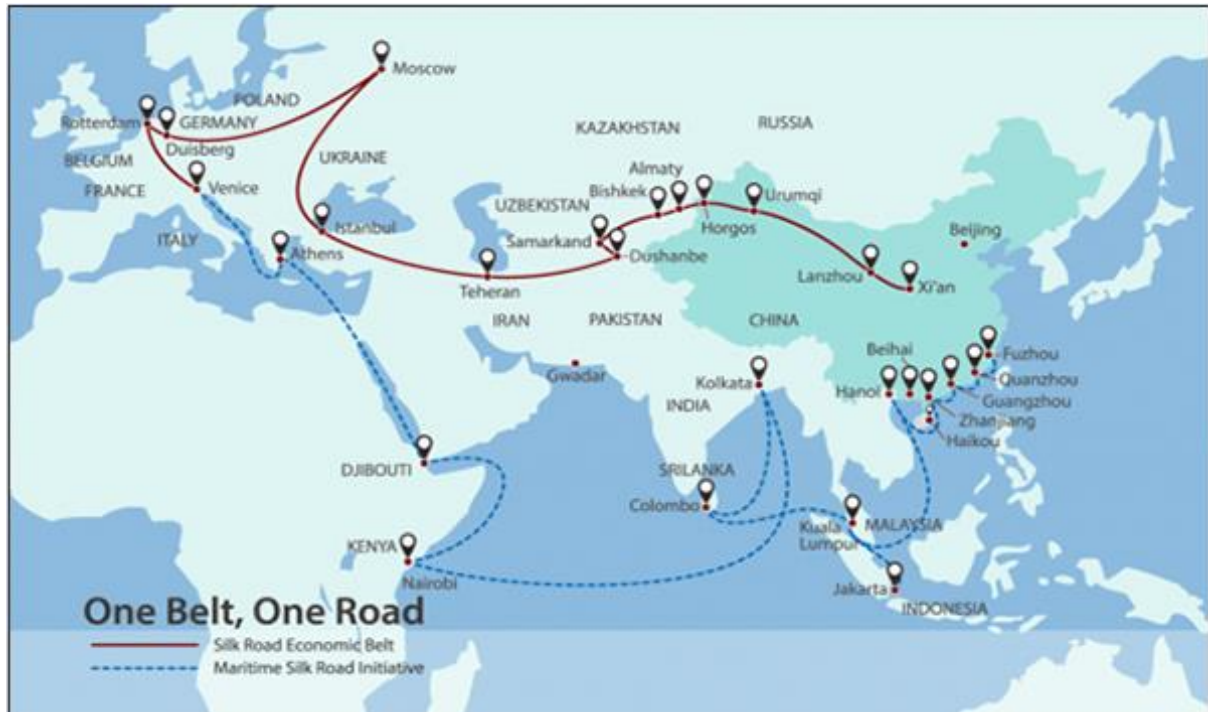 Moscow
POLAND
Rotterdam
GERMANY
Duisberg
KAZAKHSTAN
RUSSIA
BELGIUM
UKRAINE
Almaty
FRANCE
Venice
Bishkek
Urumqi
UZBEKISTAN
Horgos
ITALY
Istanbul
Samarkand
Beijing
Athens
Dushanbe
Lanzhou
Xi'an
Teheran
IRAN
PAKISTAN
CHINA
Beihai
Fuzhou
Gwadar
Kolkata
Hanoi
Quanzhou
INDIA
Guangzhou
Zhanjiang
Haikou
DJIBOUTI
SRILANKA
Colombo
Kuala
Lumpur
MALAYSIA
KENYA
Nairobi
Jakarta
INDONESIA
One Belt, One Road
Silk Road Economic Belt
Maritime Silk Road Initiative